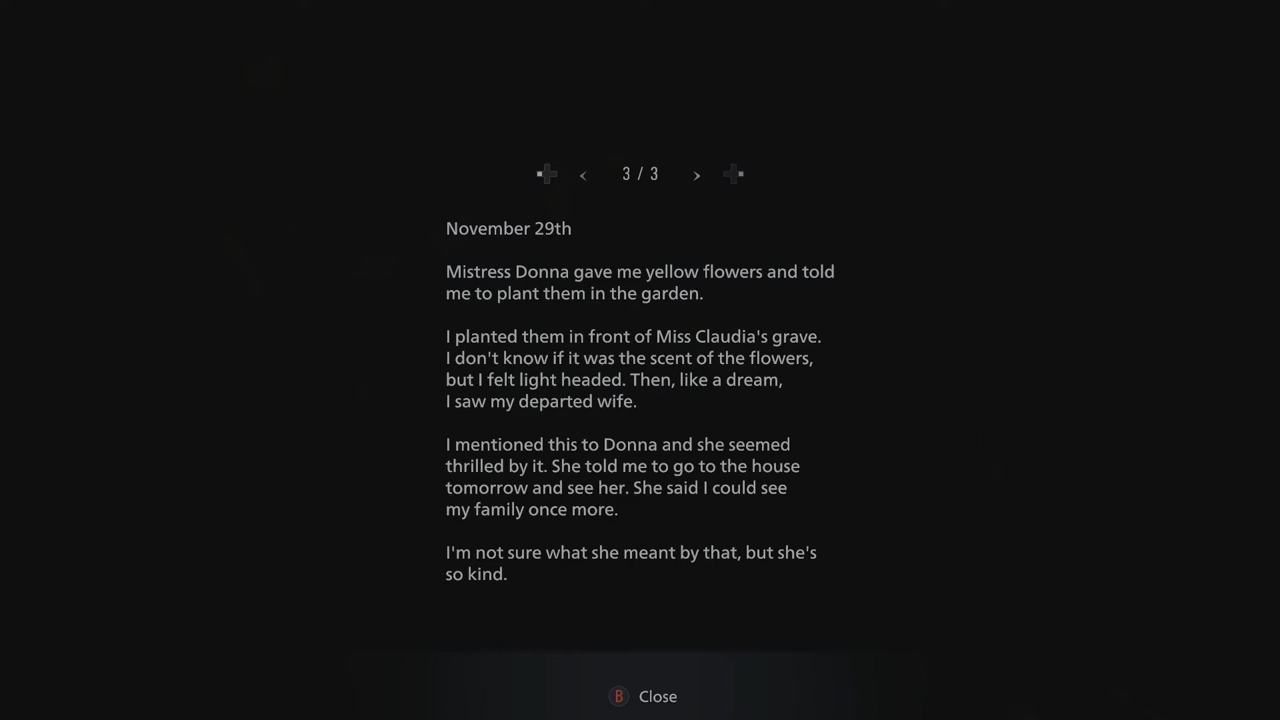 < 3 / 3 >
November 29th
Mistress Donna gave me yellow flowers and told
me to plant them in the garden.
I planted them in front of Miss Claudia's grave.
I don't know if it was the scent of the flowers,
but I felt light headed. Then, like a dream,
I saw my departed wife.
I mentioned this to Donna and she seemed
thrilled by it. She told me to go to the house
tomorrow and see her. She said I could see
my family once more.
I'm not sure what she meant by that, but she's
so kind.
B Close